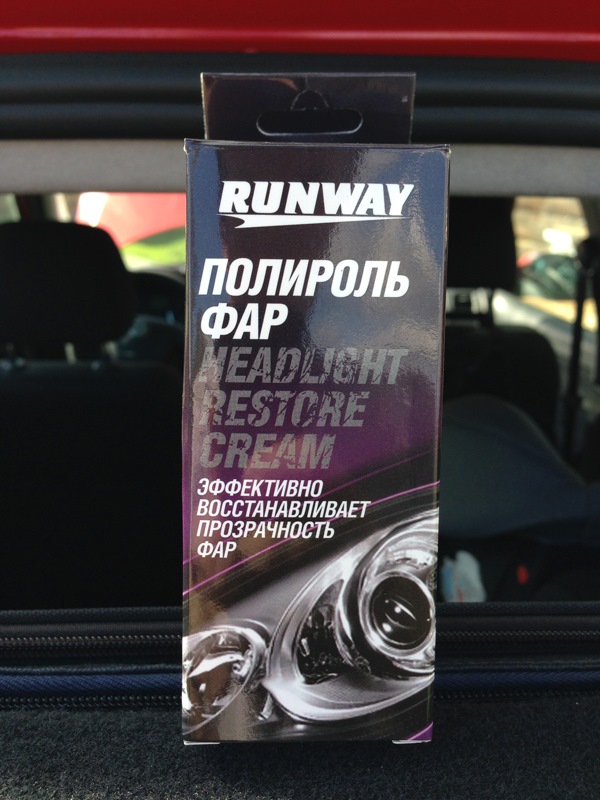 RUNWAY
ПОЛИРОЛЬ
ФАР
HEADLIGHT
RESTORE
CREAM
ЭФФЕКТИВНО
ВОССТАНАВЛИВАЕТ
ПРОЗРАЧНОСТЬ
ФАР